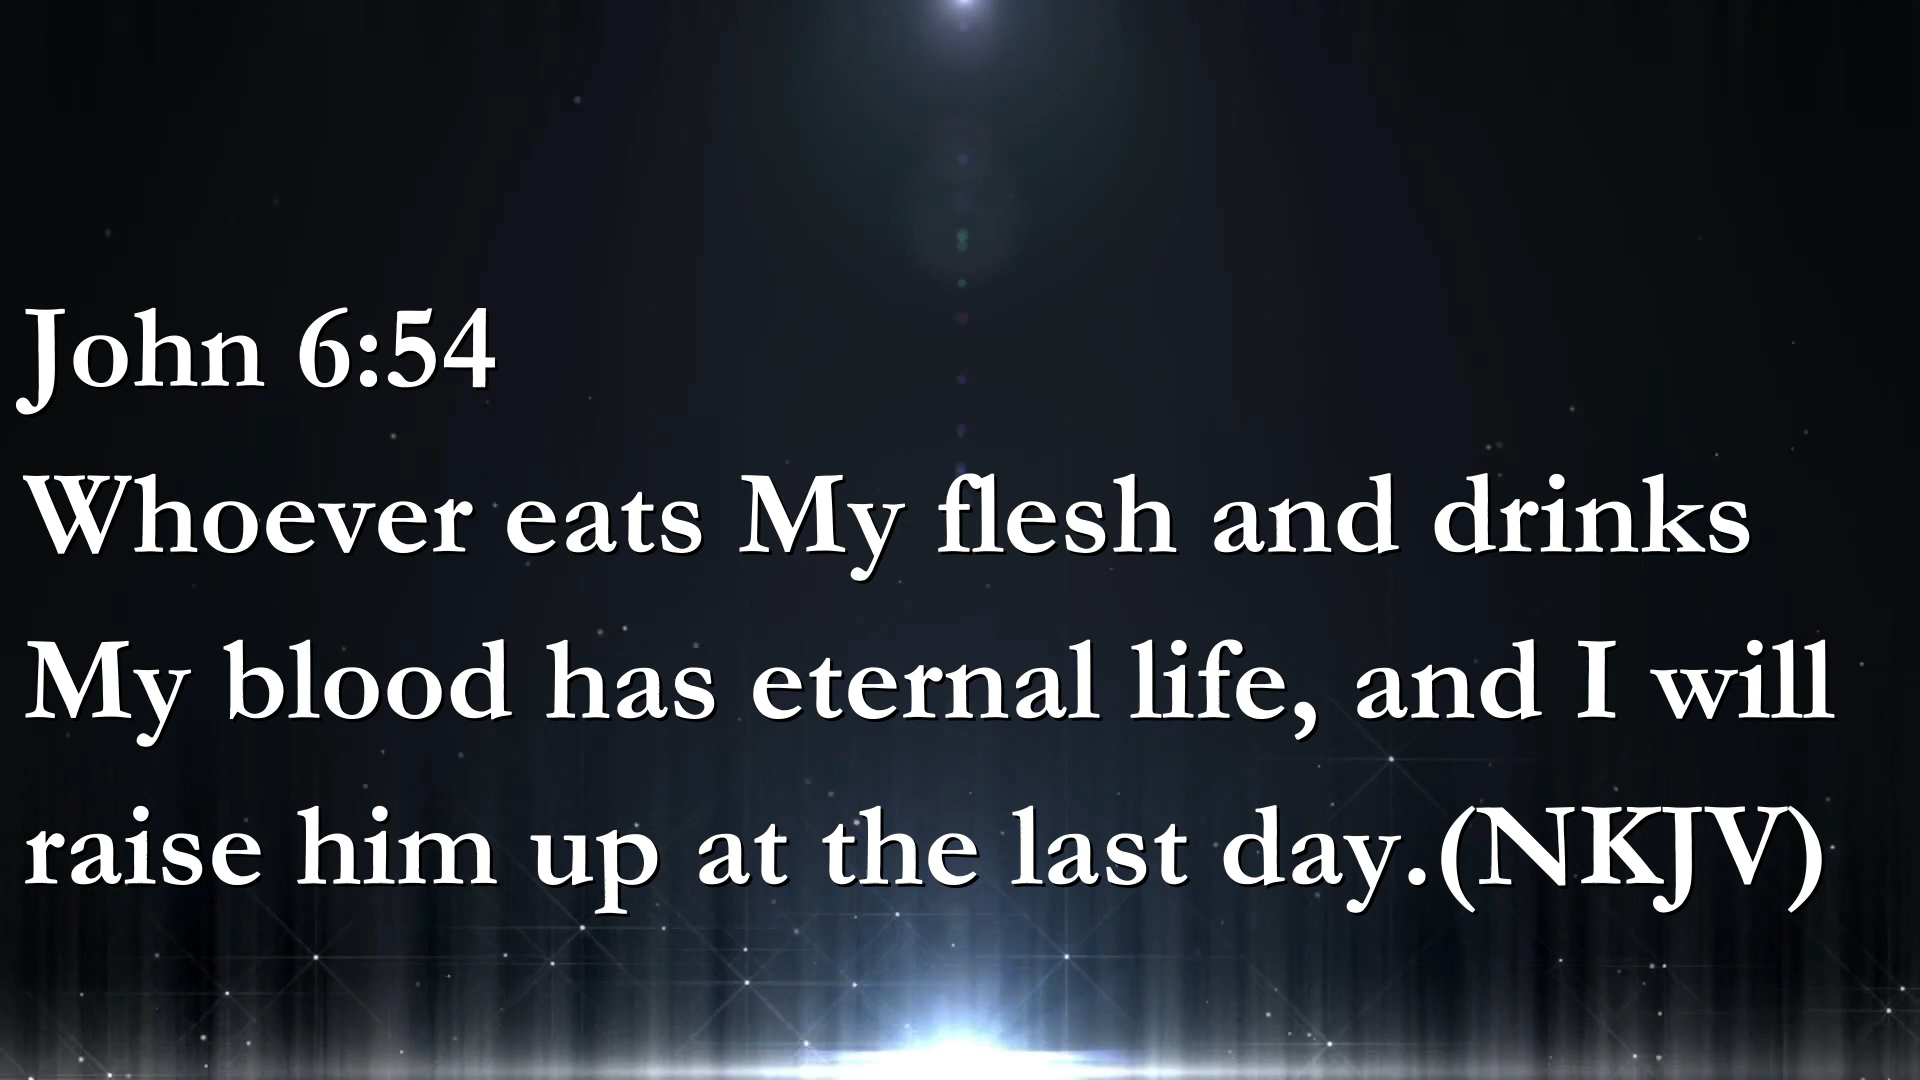 John 6:54
Whoever eats My flesh and drinks
My blood has eternal life, and I will
raise him up at the last day.(NKJV)